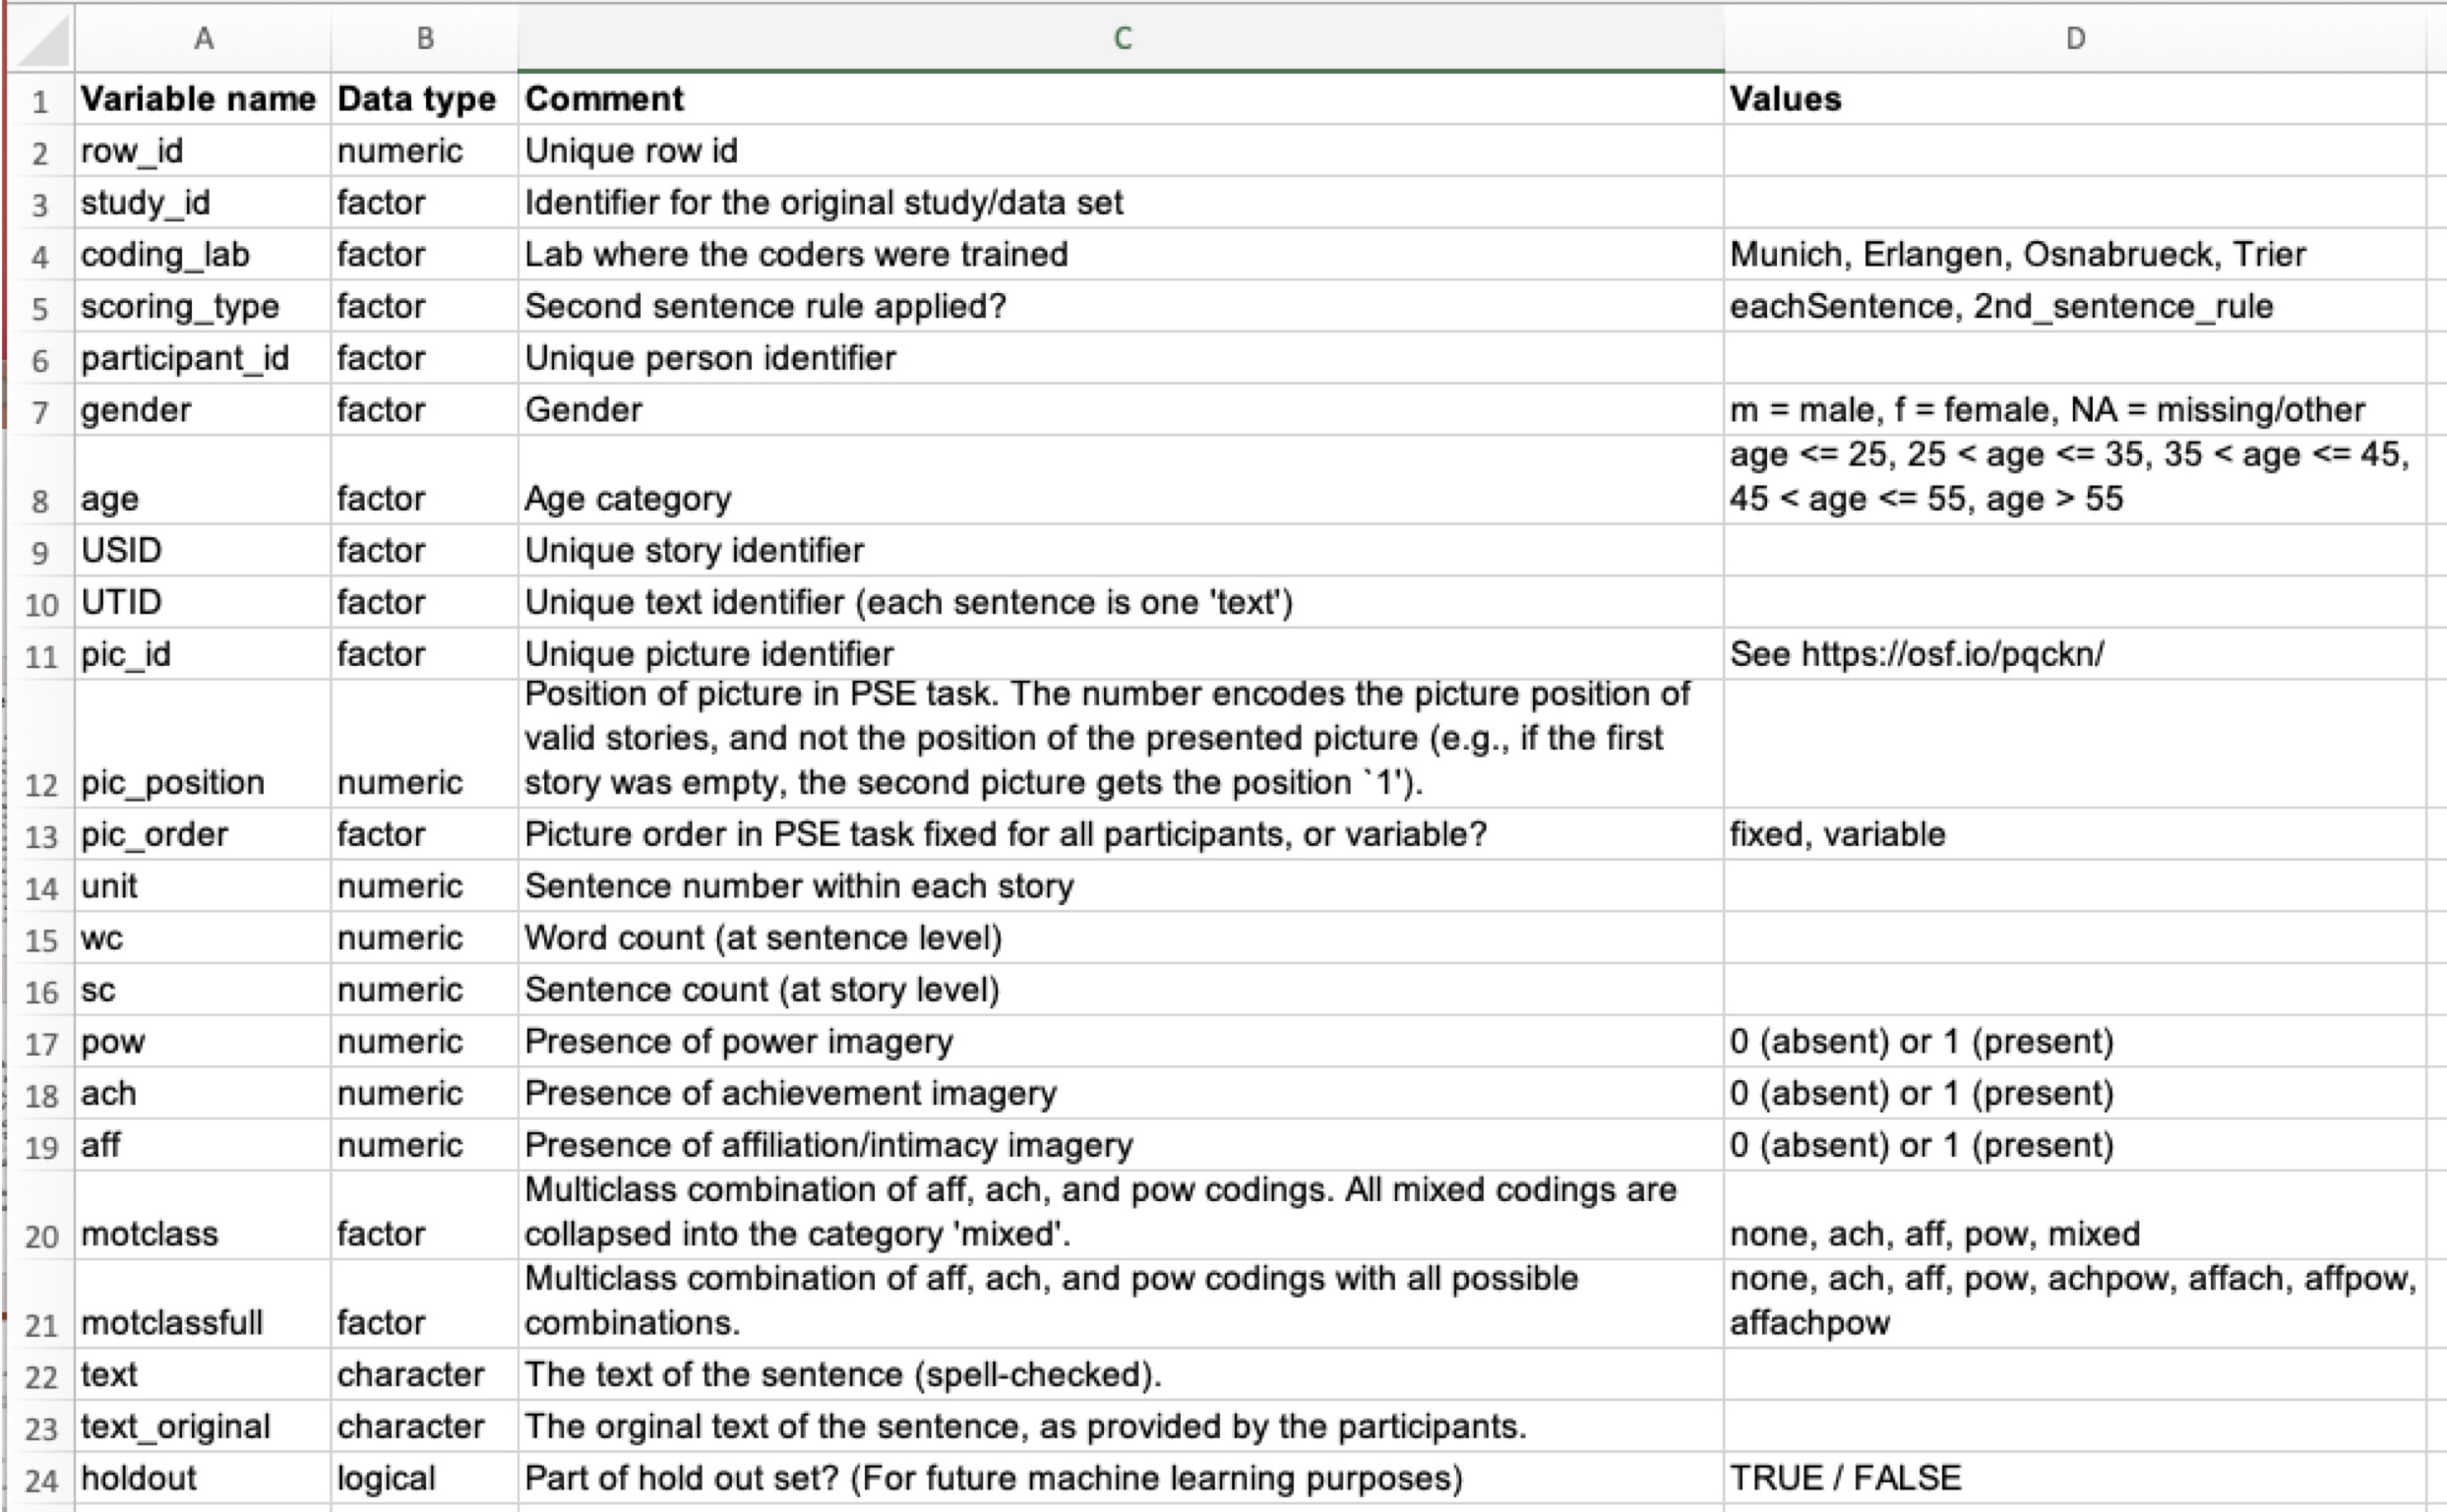 A B C D
1 Variable name Data type Comment Values
2 row_id numeric Unique row id
3 study_id factor Identifier for the original study/data set
4 coding_lab factor Lab where the coders were trained Munich, Erlangen, Osnabrueck, Trier
5 scoring_type factor Second sentence rule applied? eachSentence, 2nd_sentence_rule
6 participant_id factor Unique person identifier
7 gender factor Gender m = male, f = female, NA = missing/other
age <= 25, 25 < age <= 35, 35 < age <= 45,
8 age factor Age category 45 < age <= 55, age > 55
9 USID factor Unique story identifier
10 UTID factor Unique text identifier (each sentence is one 'text')
11 pic_id factor Unique picture identifier See https://osf.io/pqckn/
Position of picture in PSE task. The number encodes the picture position of
valid stories, and not the position of the presented picture (e.g., if the first
12 pic_position numeric story was empty, the second picture gets the position `1').
13 pic_order factor Picture order in PSE task fixed for all participants, or variable? fixed, variable
14 unit numeric Sentence number within each story
15 wc numeric Word count (at sentence level)
16 sc numeric Sentence count (at story level)
17 pow numeric Presence of power imagery 0 (absent) or 1 (present)
18 ach numeric Presence of achievement imagery 0 (absent) or 1 (present)
19 aff numeric Presence of affiliation/intimacy imagery 0 (absent) or 1 (present)
Multiclass combination of aff, ach, and pow codings. All mixed codings are
20 motclass factor collapsed into the category 'mixed'. none, ach, aff, pow, mixed
Multiclass combination of aff, ach, and pow codings with all possible none, ach, aff, pow, achpow, affach, affpow,
21 motclassfull factor combinations. affachpow
22 text character The text of the sentence (spell-checked).
23 text_original character The orginal text of the sentence, as provided by the participants.
24 holdout logical Part of hold out set? (For future machine learning purposes) TRUE / FALSE